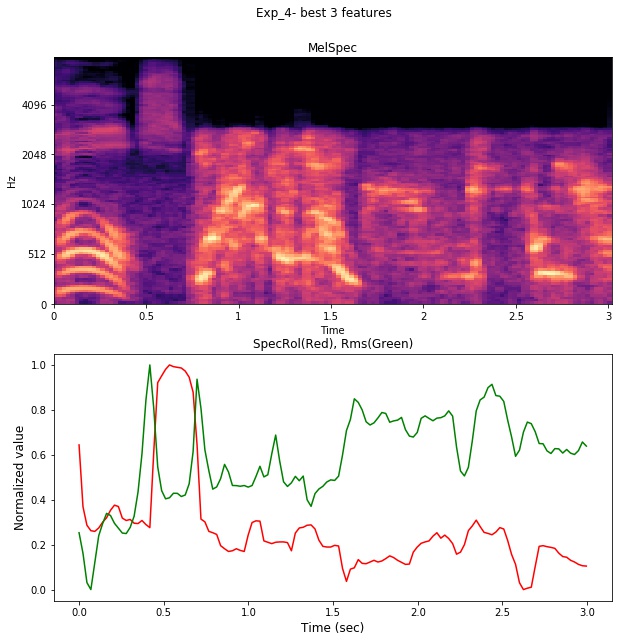 Exp_4- best 3 features
MelSpec
Hz
4096
2048
1024
512
0
0 0.5 1 1.5 2 2.5 3
Time
SpecRol(Red), Rms(Green)
Normalized value
1.0
0.8
0.6
0.4
0.2
0.0
0.0 0.5 1.0 1.5 2.0 2.5 3.0
Time (sec)